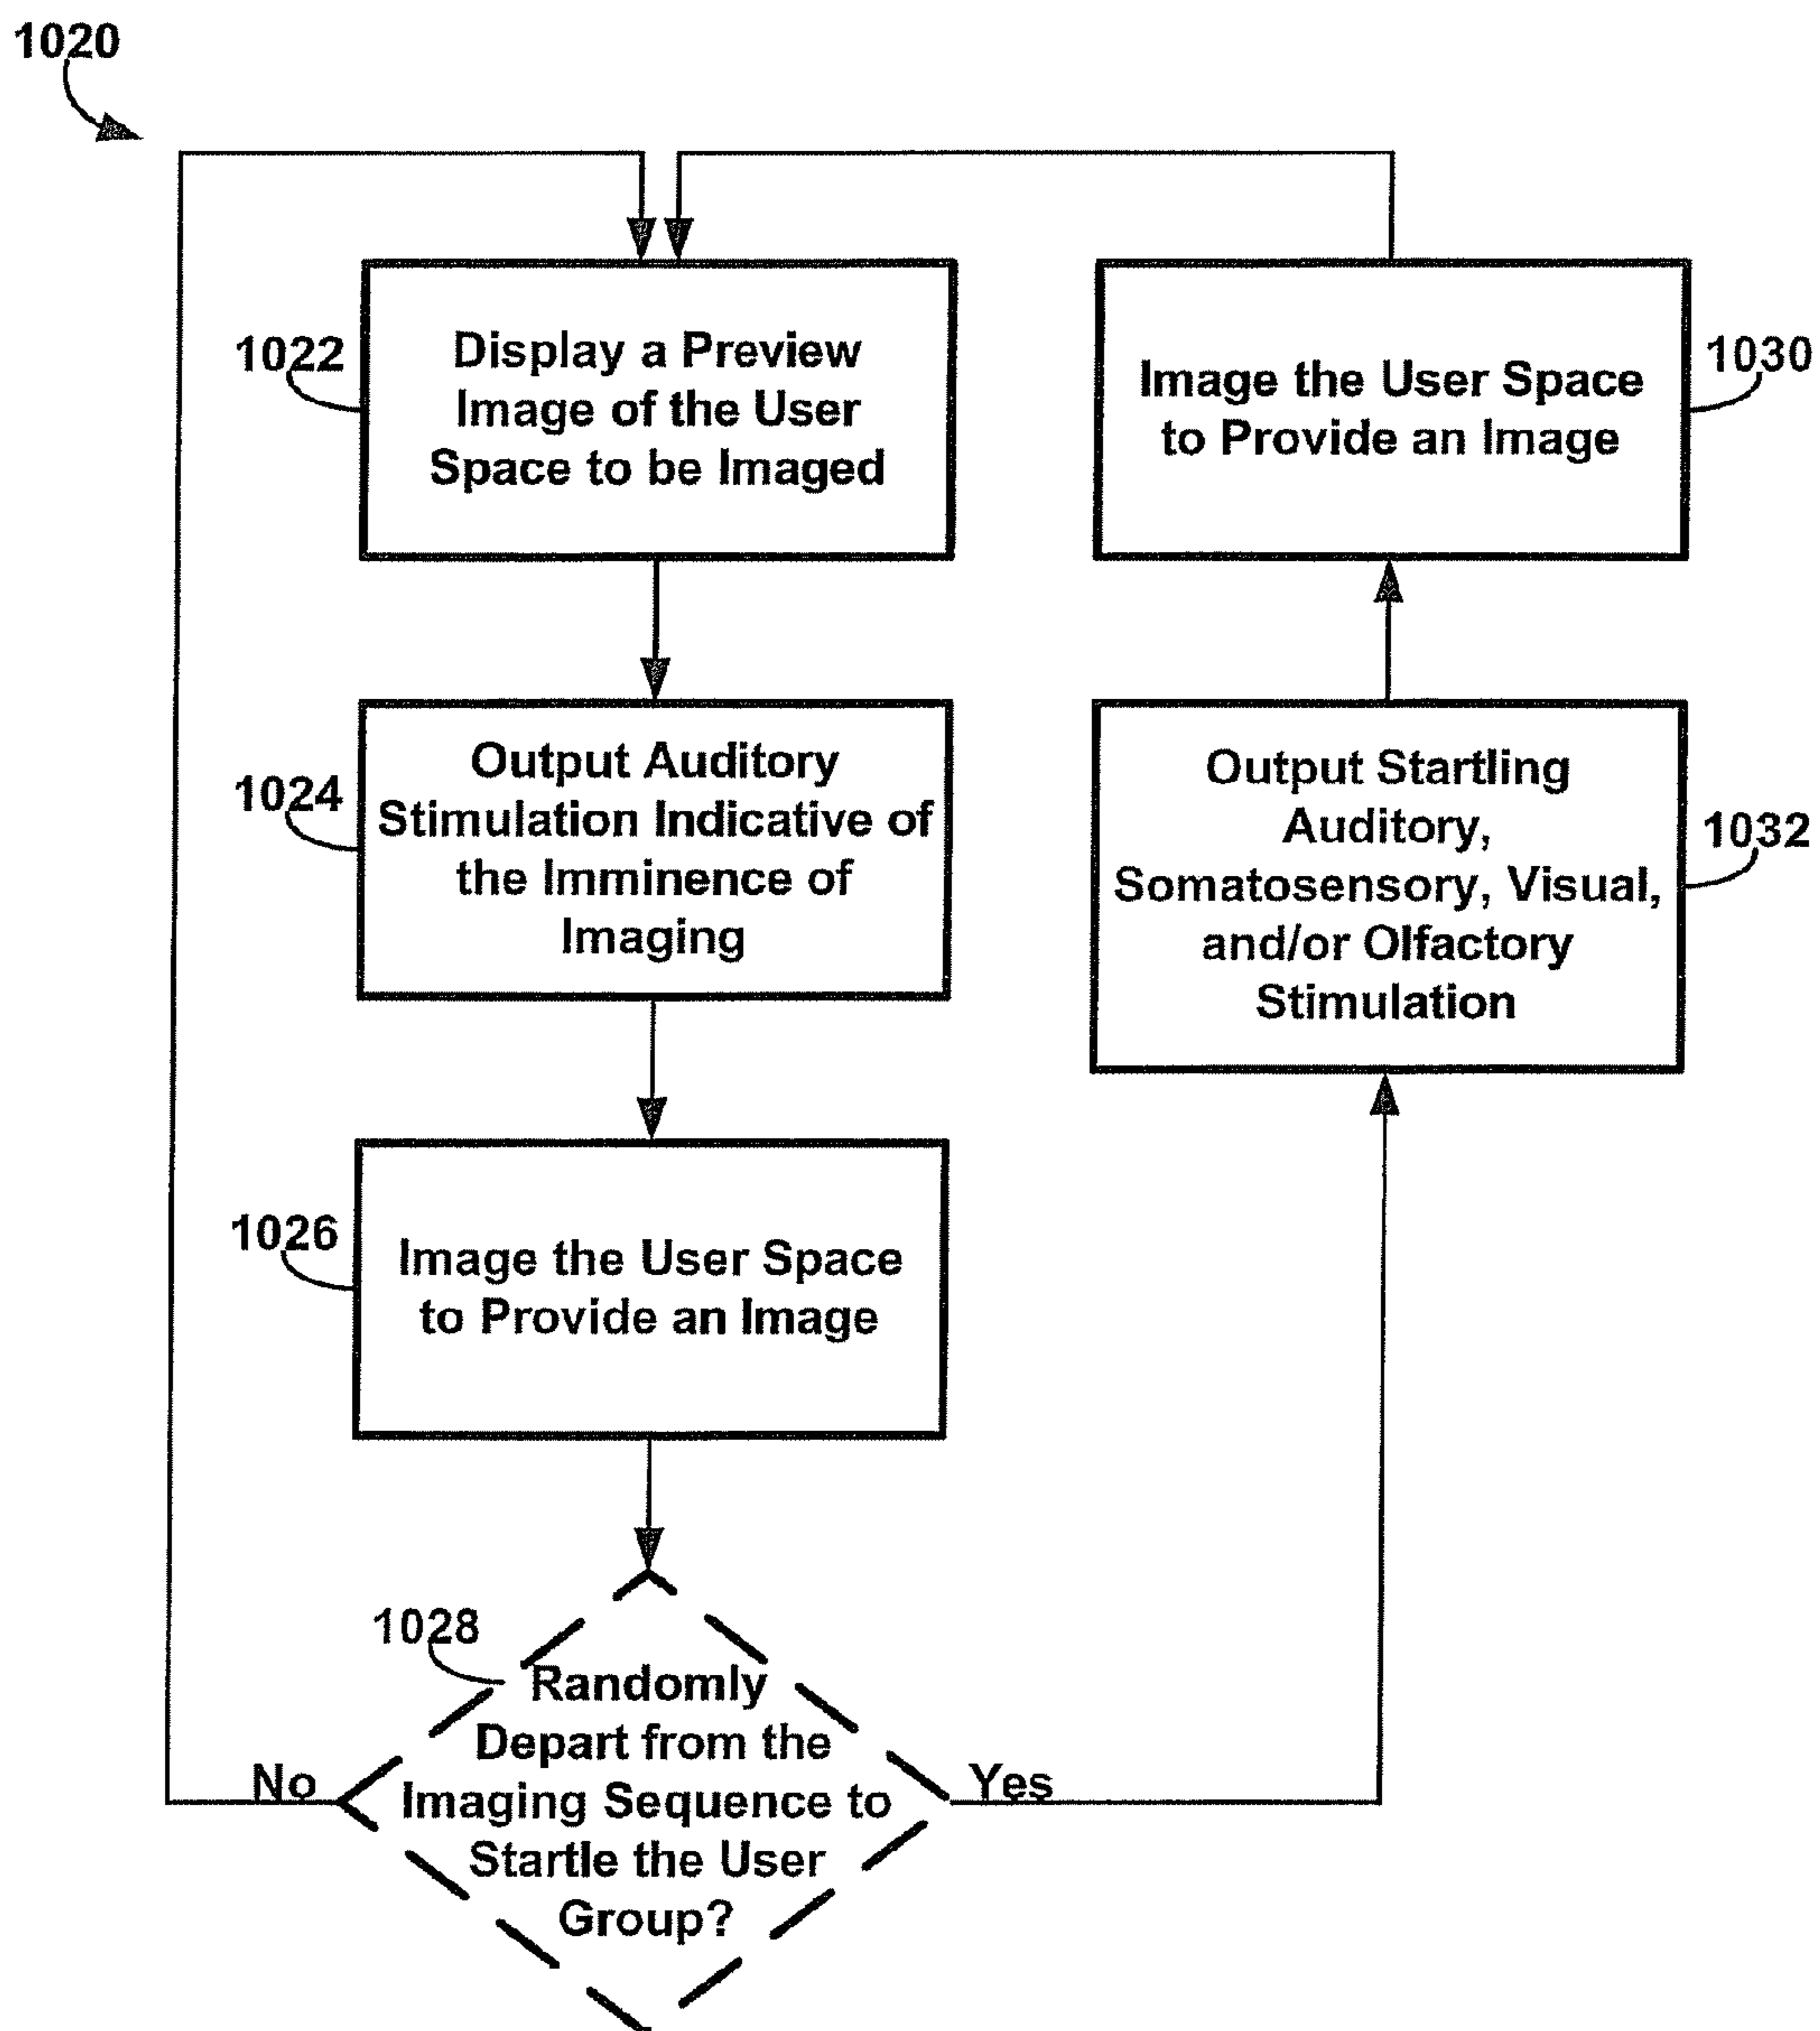 1020
1022
Display a Preview
Image of the User
Space to be Imaged
1030
Image the User Space
to Provide an Image
1024
Output Auditory
Stimulation Indicative of
the Imminence of
Imaging
1032
Output Startling
Auditory,
Somatosensory, Visual,
and/or Olfactory
Stimulation
1026
Image the User Space
to Provide an Image
1028
Randomly
Depart from the
Imaging Sequence to
Startle the User
Group?
No
Yes